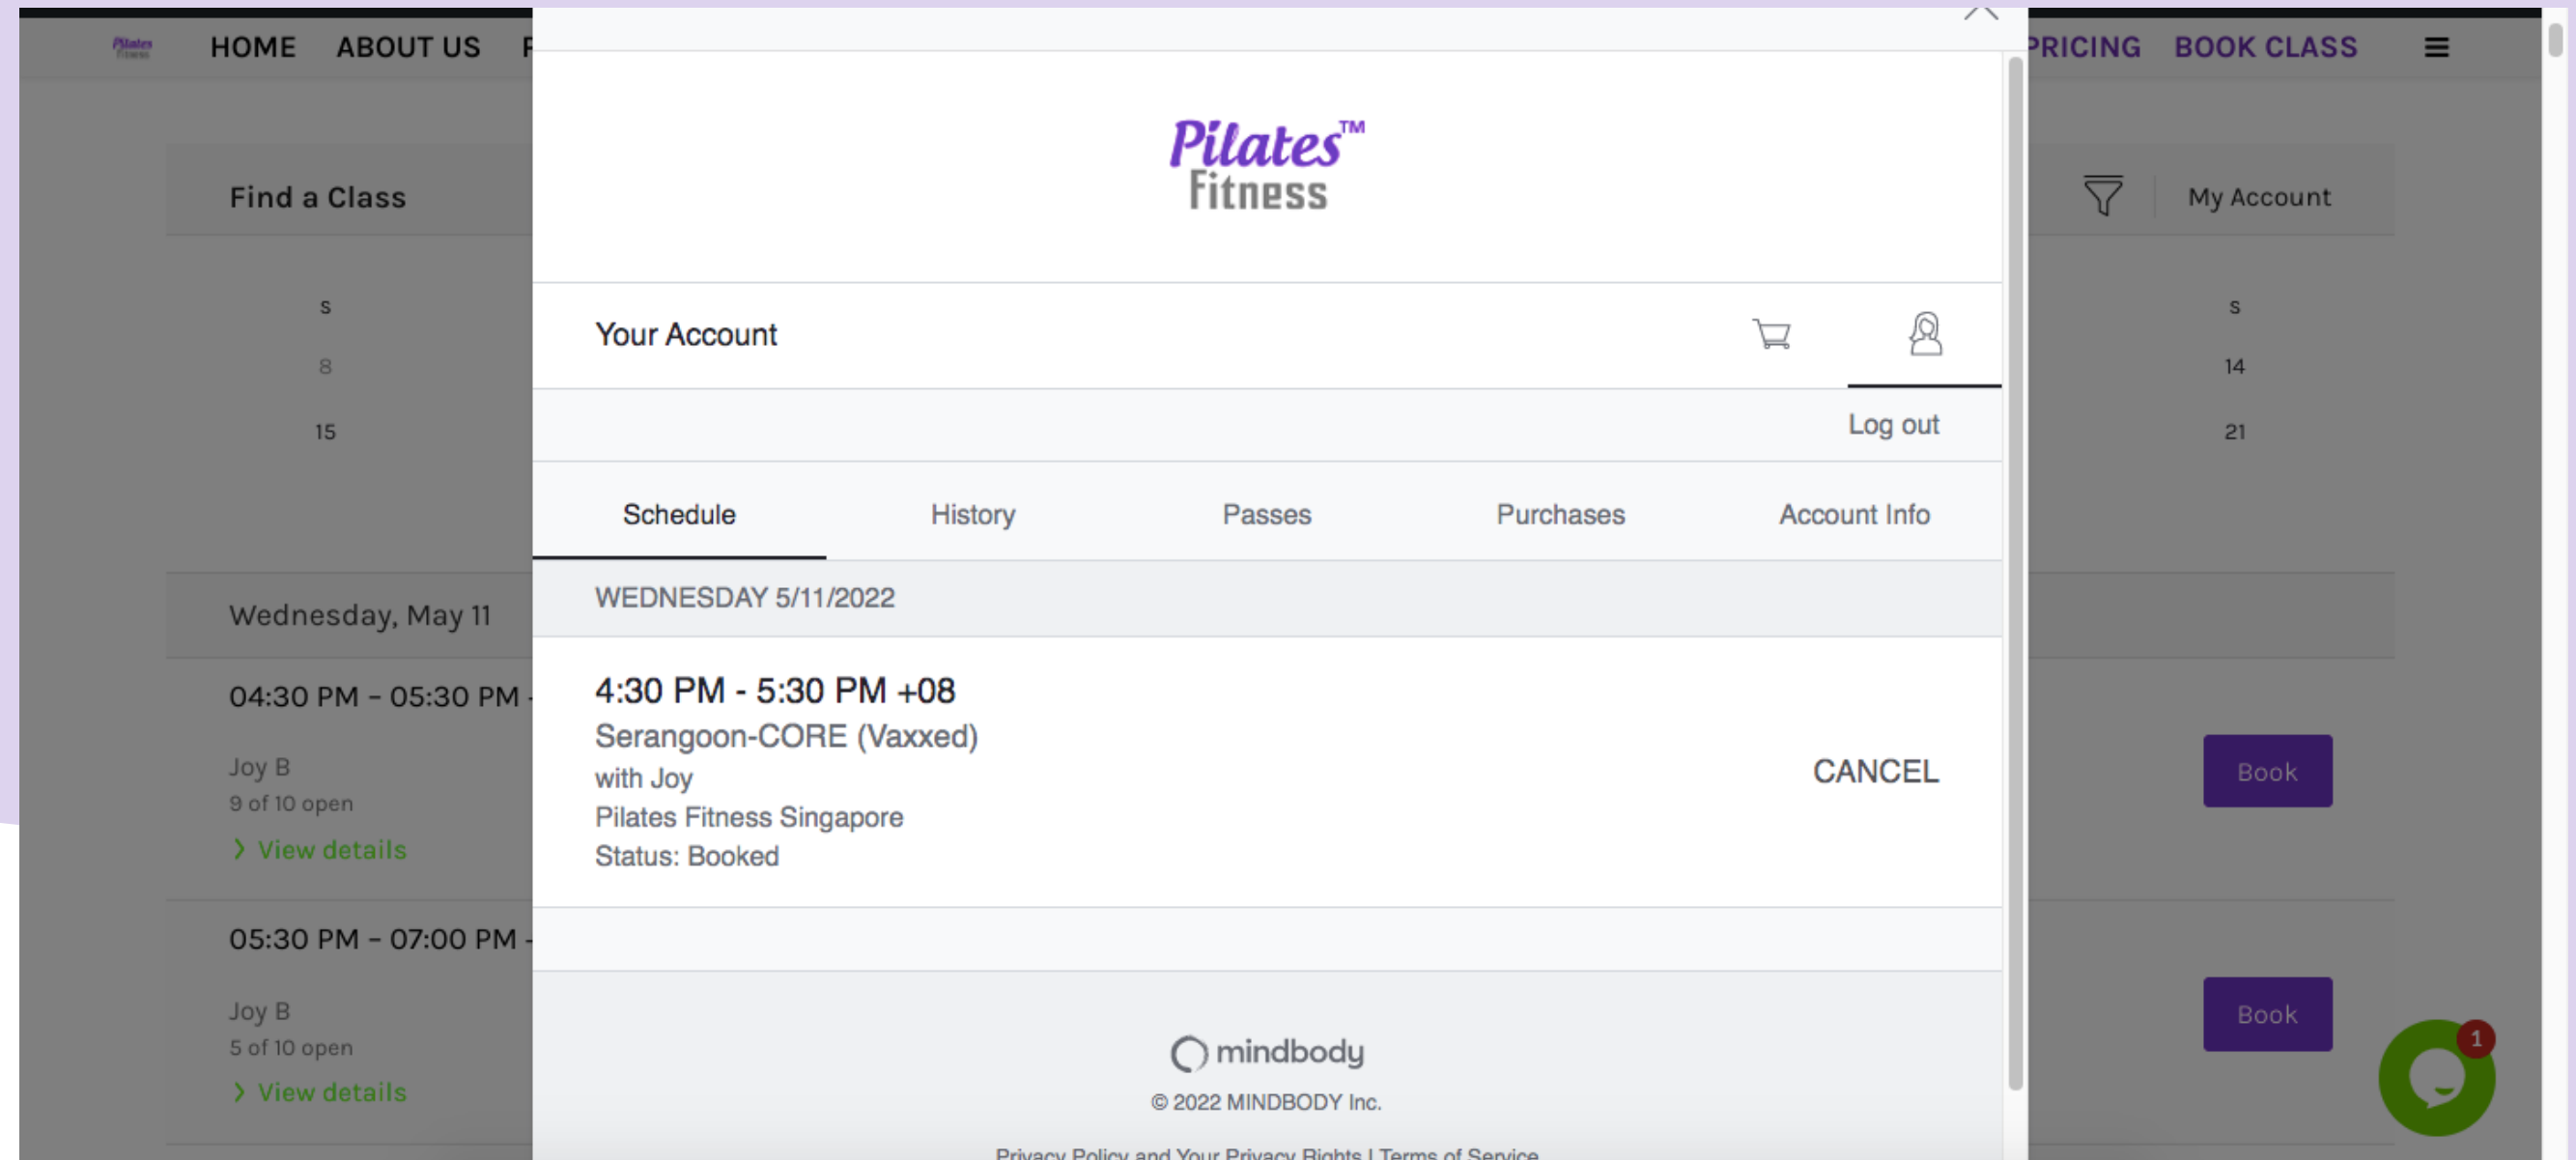 Pilates
Fitness
HOME
ABOUT US
PRICING
BOOK CLASS
Find a Class
My Account
S
S
8
14
15
21
Wednesday, May 11
04:30 PM – 05:30 PM -
Joy B
9 of 10 open
View details
Book
05:30 PM – 07:00 PM -
Joy B
5 of 10 open
View details
Book
1
Pilates™
Fitness
Your Account
Log out
Schedule
History
Passes
Purchases
Account Info
WEDNESDAY 5/11/2022
4:30 PM - 5:30 PM +08
Serangoon-CORE (Vaxxed)
with Joy
Pilates Fitness Singapore
Status: Booked
CANCEL
mindbody
© 2022 MINDBODY Inc.
Privacy Policy and Your Privacy Rights | Terms of Service